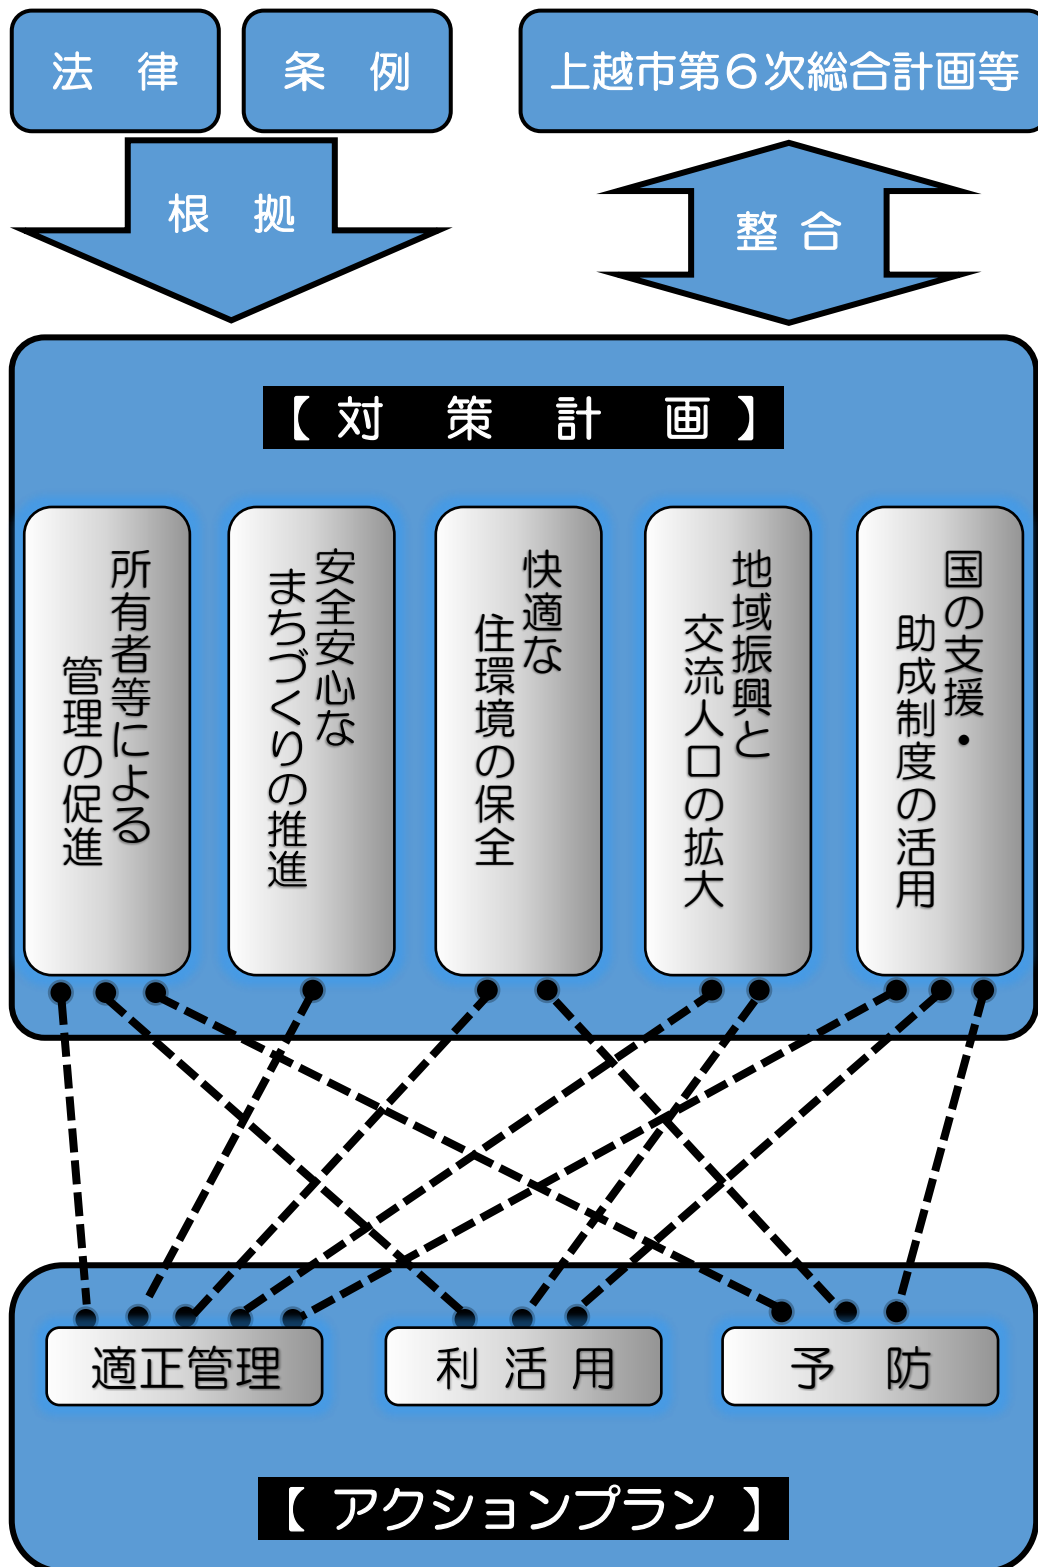 法　律
条　例
上越市第６次総合計画等
根　拠
整 合
【 対　策　計　画 】
所有者等による
管理の促進
安全安心な
まちづくりの推進
快適な
住環境の保全
地域振興と
交流人口の拡大
国の支援・
助成制度の活用
適正管理
利 活 用
予　防
【 アクションプラン 】